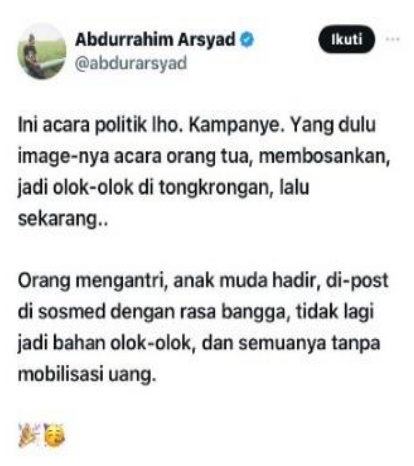 Abdurrahim Arsyad
Ikuti
@abdurarsyad
Ini acara politik lho. Kampanye. Yang dulu
image-nya acara orang tua, membosankan,
jadi olok-olok di tongkrongan, lalu
sekarang..
Orang mengantri, anak muda hadir, di-post
di sosmed dengan rasa bangga, tidak lagi
jadi bahan olok-olok, dan semuanya tanpa
mobilisasi uang.